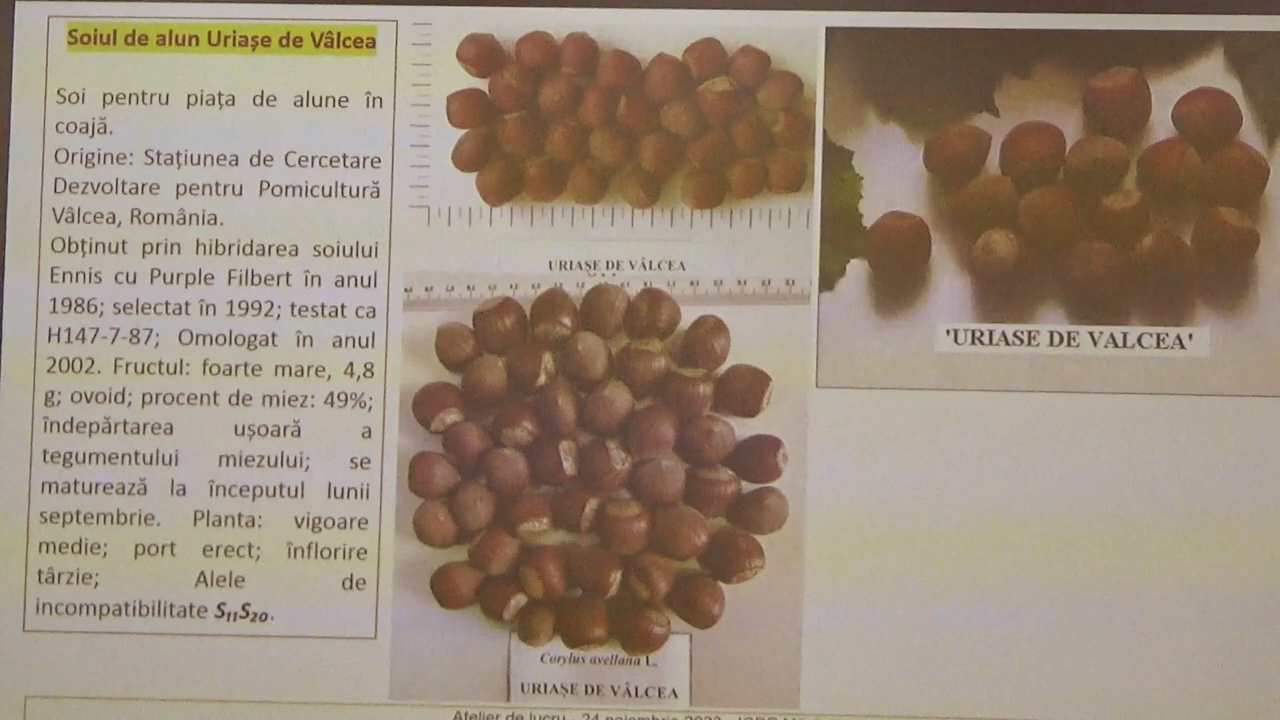 Soiul de alun Uriașe de Vâlcea
Soi pentru piața de alune în
coajă.
Origine: Stațiunea de Cercetare
Dezvoltare pentru Pomicultură
Vâlcea, România.
Obținut prin hibridarea soiului
Ennis cu Purple Filbert în anul
1986; selectat în 1992; testat ca
H147-7-87; Omologat în anul
2002. Fructul: foarte mare, 4,8
g; ovoid; procent de miez: 49%;
îndepărtarea ușoară a
tegumentului miezului; se
maturează la începutul lunii
septembrie. Planta: vigoare
medie; port erect; înflorire
târzie; Alele de
incompatibilitate S₁₁S₂₀.
URIAȘE DE VÂLCEA
Corylus avellana L.
URIAȘE DE VÂLCEA
'URIASE DE VALCEA'
Atelier de lucru - 24 noiembrie